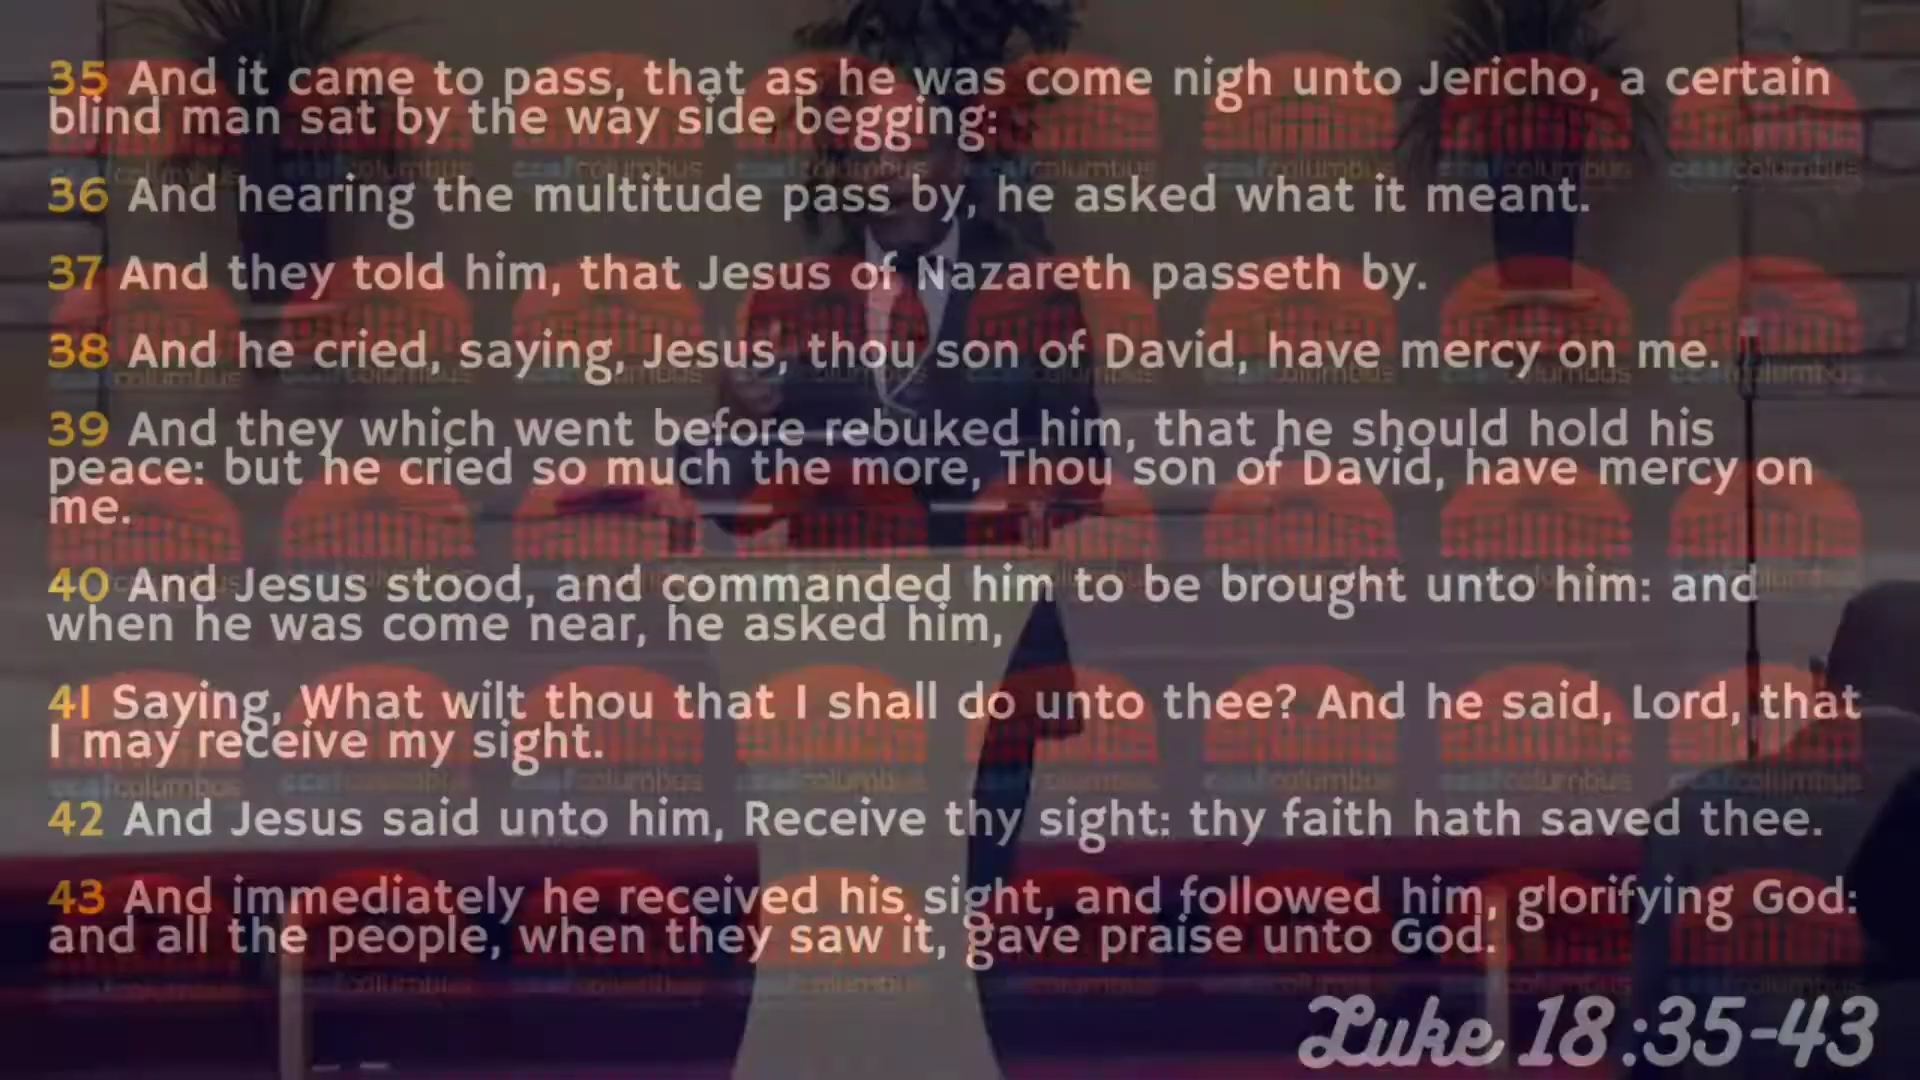 35 And it came to pass, that as he was come nigh unto Jericho, a certain
blind man sat by the way side begging:
36 And hearing the multitude pass by, he asked what it meant.
37 And they told him, that Jesus of Nazareth passeth by.
38 And he cried, saying, Jesus, thou son of David, have mercy on me.
39 And they which went before rebuked him, that he should hold his
peace: but he cried so much the more, Thou son of David, have mercy on
me.
40 And Jesus stood, and commanded him to be brought unto him: and
when he was come near, he asked him,
41 Saying, What wilt thou that I shall do unto thee? And he said, Lord, that
I may receive my sight.
42 And Jesus said unto him, Receive thy sight: thy faith hath saved thee.
43 And immediately he received his sight, and followed him, glorifying God:
and all the people, when they saw it, gave praise unto God.
Luke 18:35-43